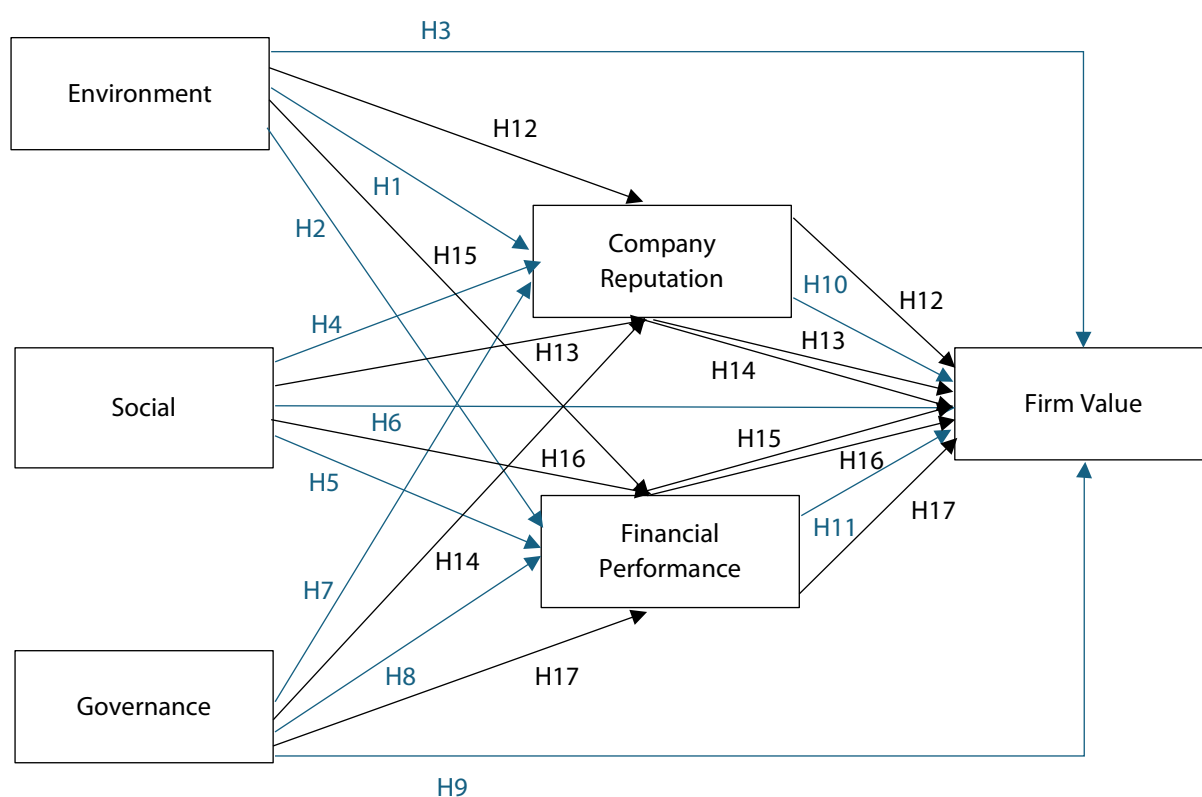 H3
Environment
H12
H1
H2
H15
Company
Reputation
H10
H12
H4
H13
H13
H14
Social
H6
Firm Value
H15
H16
H16
H5
H11
H17
Financial
Performance
H14
H7
H8
H17
Governance
H9